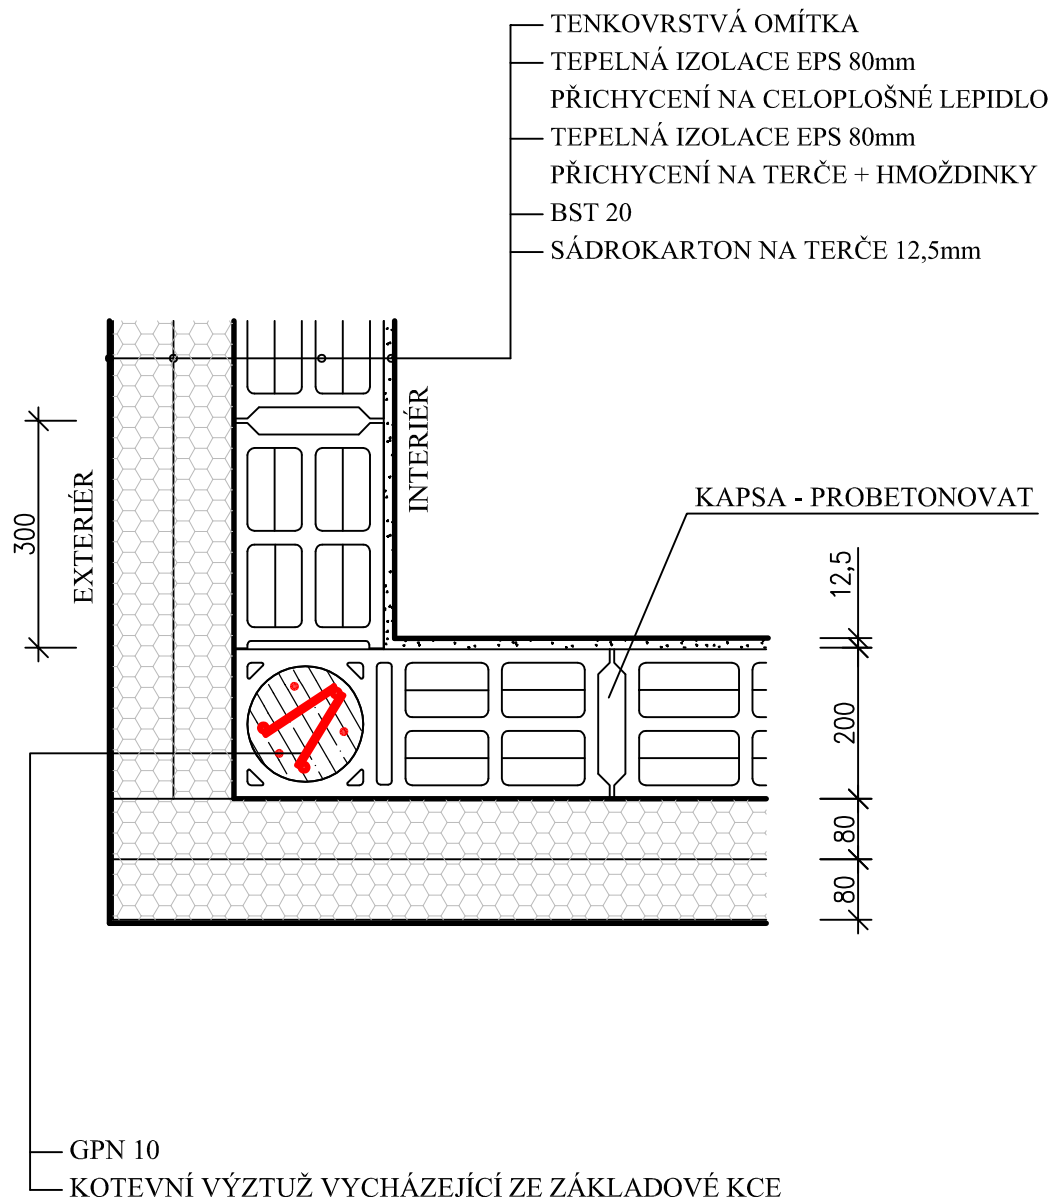 TENKOVRSTVÁ OMÍTKA
TEPELNÁ IZOLACE EPS 80mm
PŘICHYCENÍ NA CELOPLOŠNÉ LEPIDLO
TEPELNÁ IZOLACE EPS 80mm
PŘICHYCENÍ NA TERČE + HMOŽDINKY
BST 20
SÁDROKARTON NA TERČE 12,5mm
300
EXTERIÉR
INTERIÉR
KAPSA - PROBETONOVAT
12,5
200
80
80
GPN 10
KOTEVNÍ VÝZTUŽ VYCHÁZEJÍCÍ ZE ZÁKLADOVÉ KCE